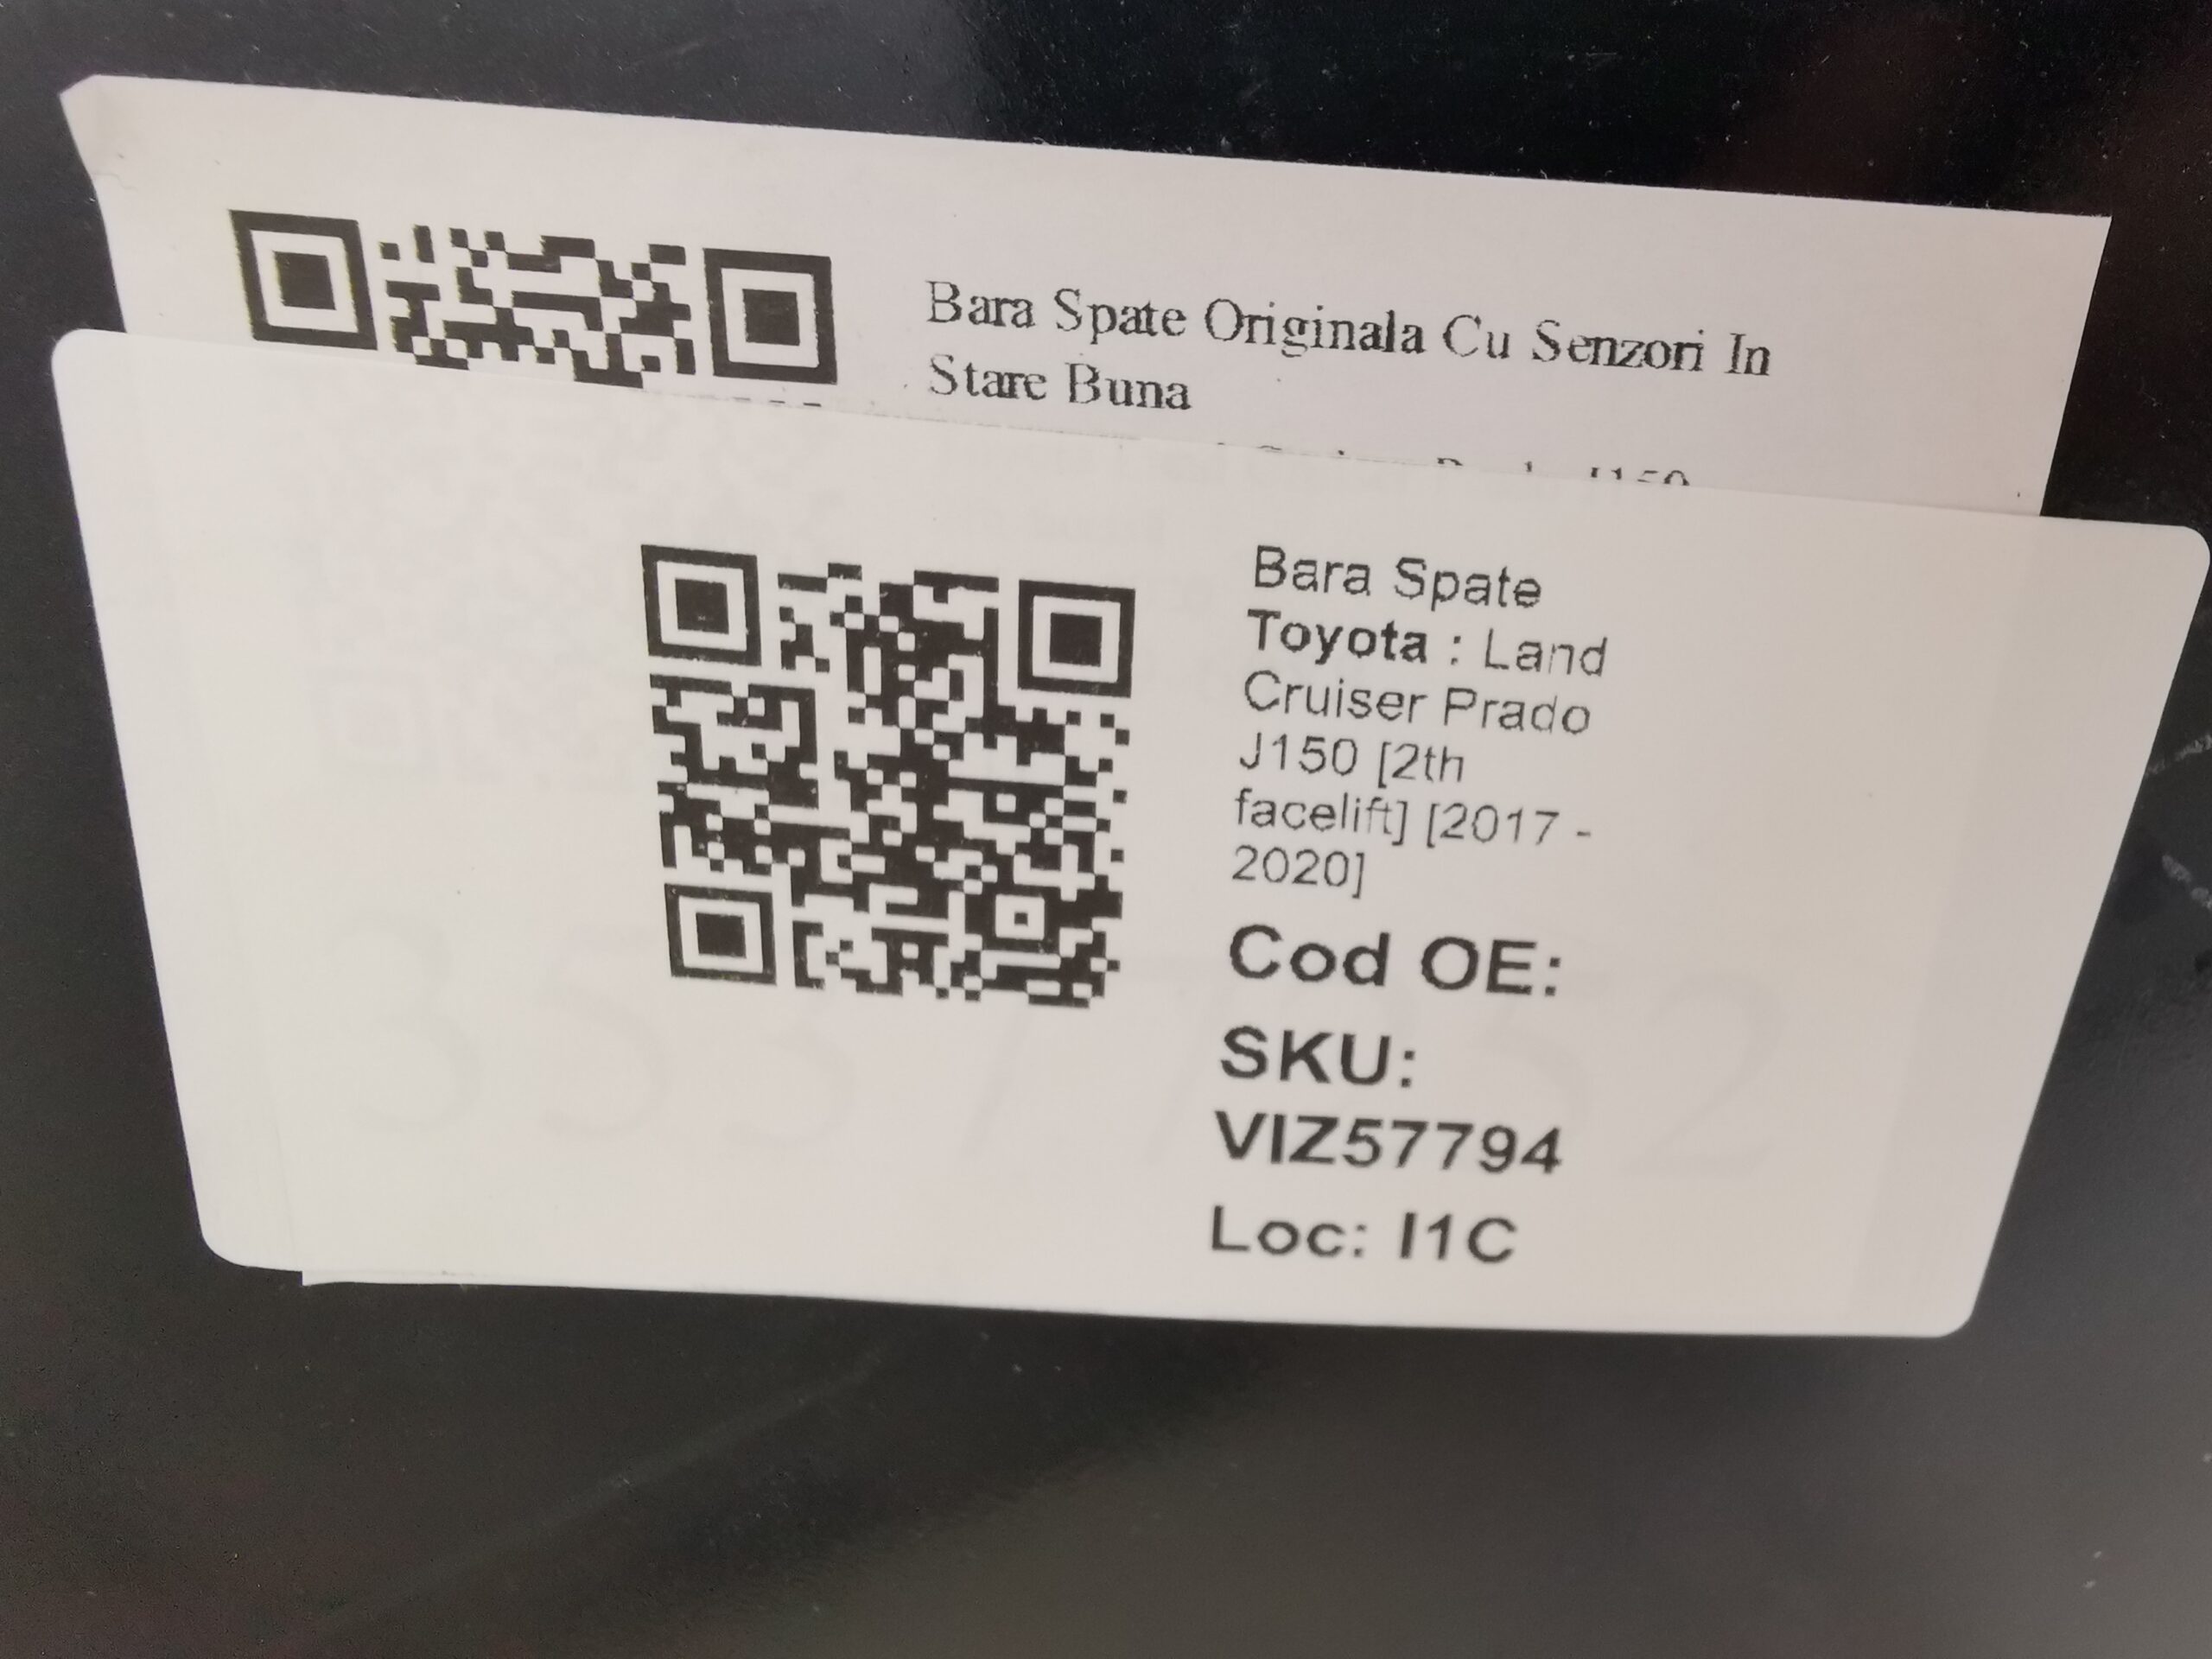 Bara Spate Originala Cu Senzori In
Stare Buna
J150
Bara Spate
Toyota : Land
Cruiser Prado
J150 [2th
facelift] [2017 -
2020]
Cod OE:
SKU:
VIZ57794
Loc: I1C